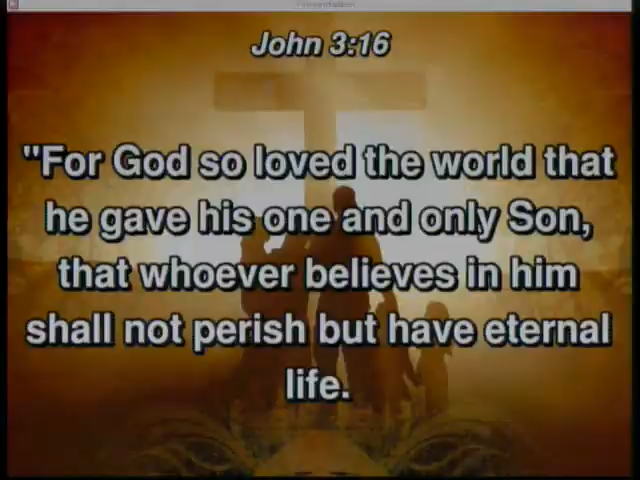 John 3:16
"For God so loved the world that
he gave his one and only Son,
that whoever believes in him
shall not perish but have eternal
life.